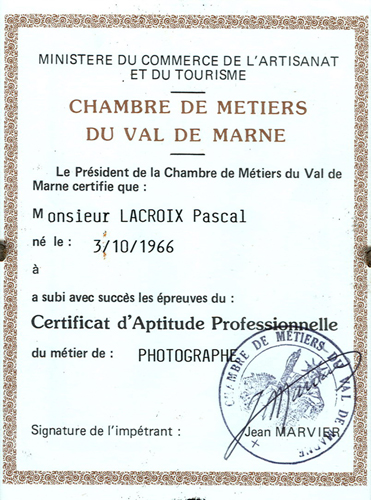 MINISTERE DU COMMERCE DE L'ARTISANAT
ET DU TOURISME
CHAMBRE DE METIERS
DU VAL DE MARNE
Le Président de la Chambre de Métiers du Val de
Marne certifie que :
Monsieur LACROIX Pascal
né le : 3/10/1966
à
a subi avec succès les épreuves du :
Certificat d'Aptitude Professionnelle
du métier de : PHOTOGRAPHE
CHAMBRE DE METIERS DU VAL DE MARNE
Signature de l'impétrant :
Jean MARVIER